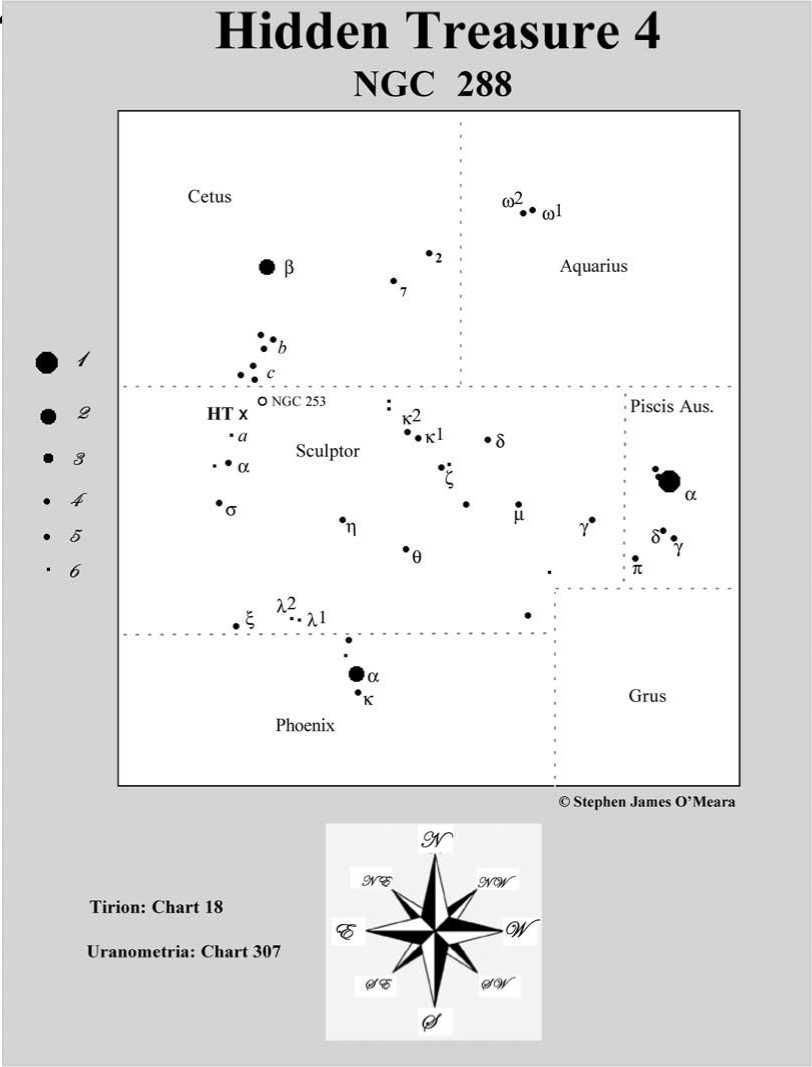 Hidden Treasure 4
NGC 288
Cetus
ω2
ω1
2
Aquarius
β
7
b
1
c
NGC 253
Piscis Aus.
HT x
κ2
2
a
κ1
δ
Sculptor
3
α
ζ
α
4
σ
μ
η
γ
5
δ
γ
θ
π
6
λ2
ξ
λ1
α
κ
Grus
Phoenix
© Stephen James O’Meara
N
NE
NW
Tirion: Chart 18
E
W
Uranometria: Chart 307
SE
SW
S